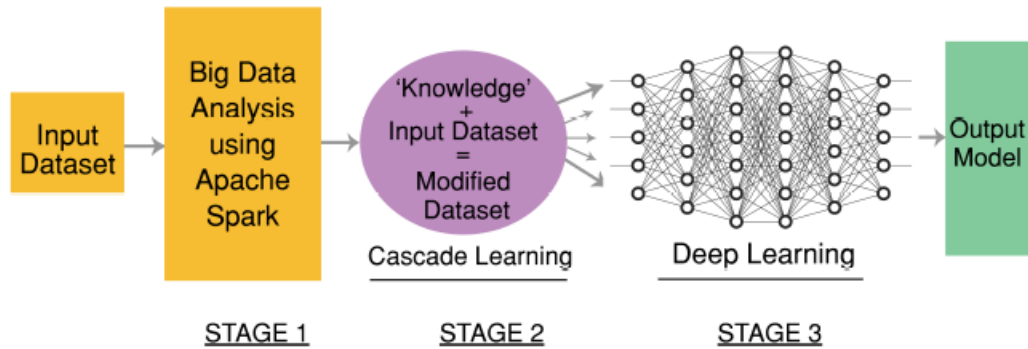 Input
Dataset
Big Data
Analysis
using
Apache
Spark
'Knowledge'
+
Input Dataset
=
Modified
Dataset
Cascade Learning
Deep Learning
Output
Model
STAGE 1
STAGE 2
STAGE 3